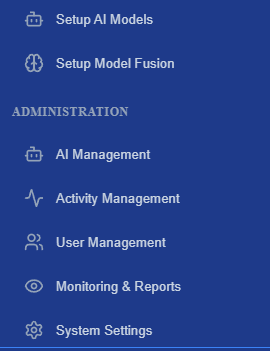 Setup AI Models
Setup Model Fusion
ADMINISTRATION
AI Management
Activity Management
User Management
Monitoring & Reports
System Settings